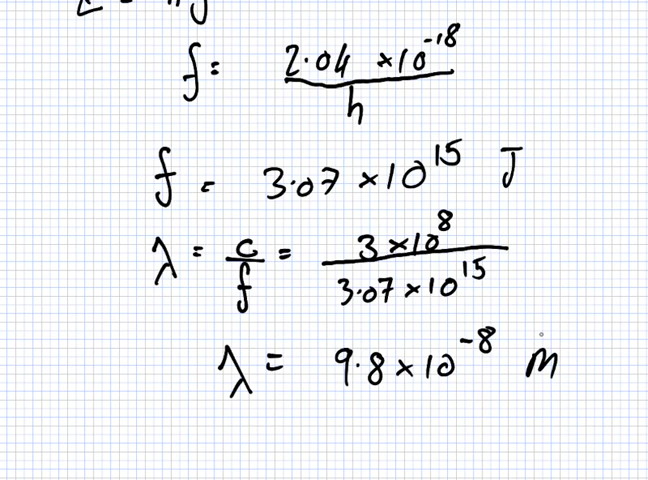 f = 2.04 × 10^-18 / h
f = 3.07 × 10^15 J
λ = c/f = 3 × 10^8 / 3.07 × 10^15
λ = 9.8 × 10^-8 m